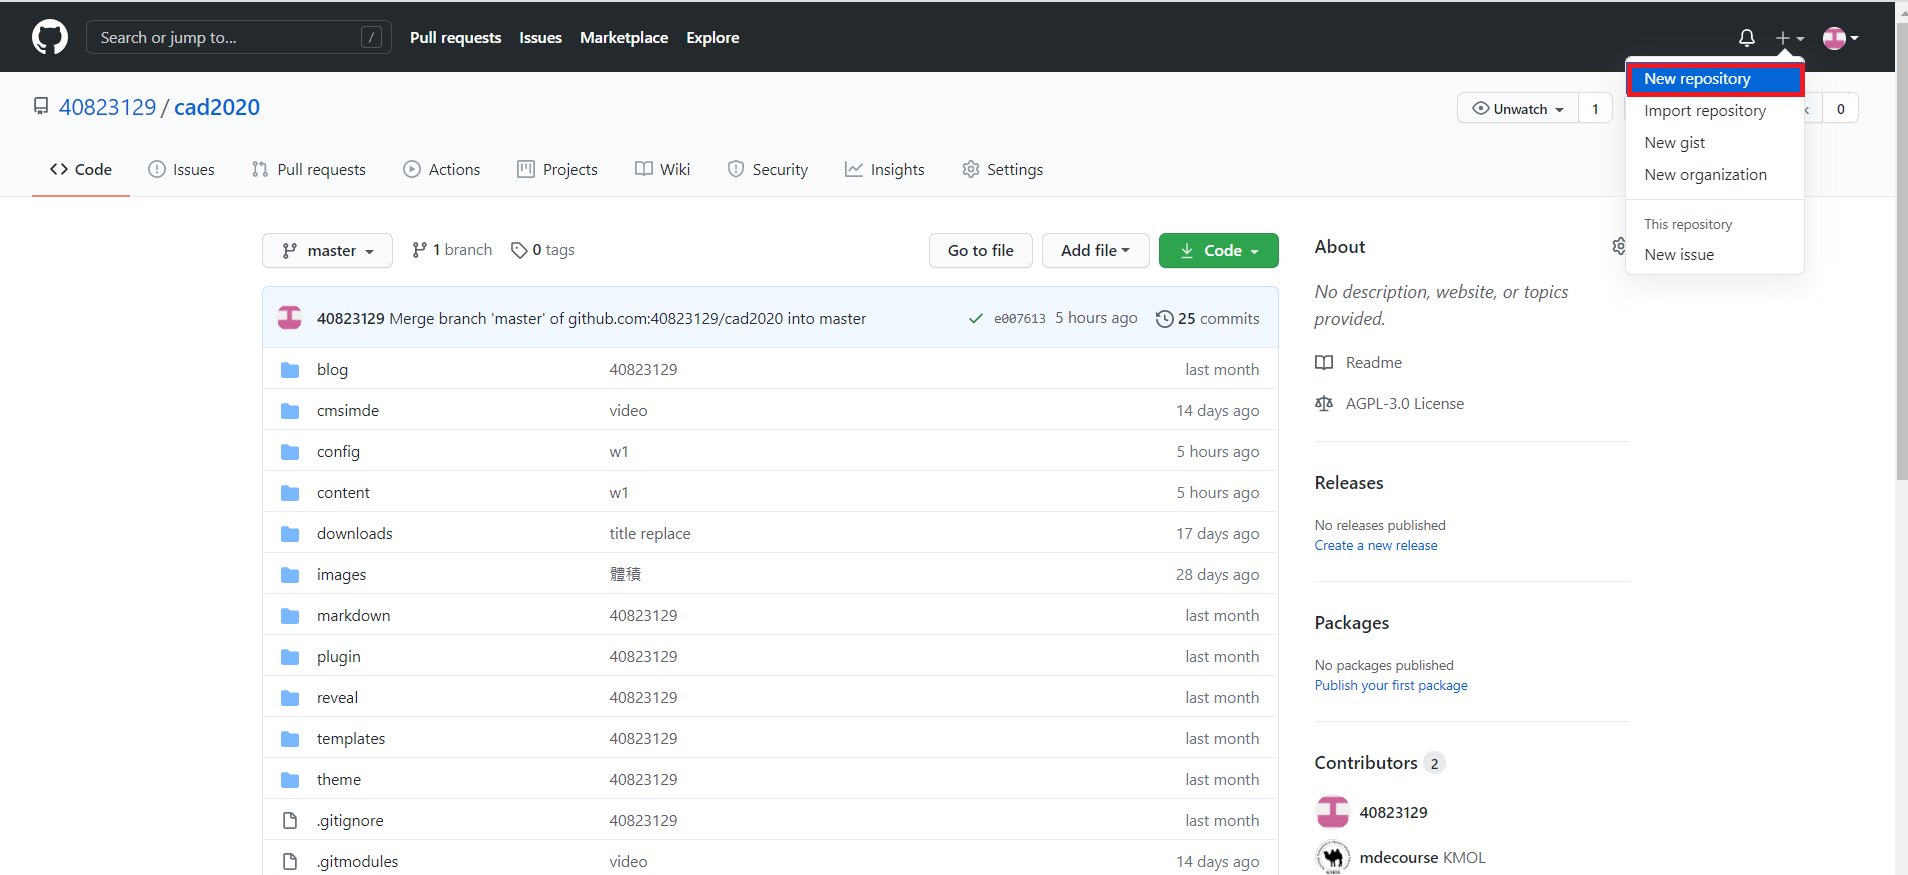 Search or jump to... /
Pull requests Issues Marketplace Explore
New repository
Import repository
New gist
New organization
This repository
New issue
40823129 / cad2020
Unwatch 1
0
Code Issues Pull requests Actions Projects Wiki Security Insights Settings
master 1 branch 0 tags Go to file Add file Code
40823129 Merge branch 'master' of github.com:40823129/cad2020 into master e007613 5 hours ago 25 commits
blog 40823129 last month
cmsimde video 14 days ago
config w1 5 hours ago
content w1 5 hours ago
downloads title replace 17 days ago
images 體積 28 days ago
markdown 40823129 last month
plugin 40823129 last month
reveal 40823129 last month
templates 40823129 last month
theme 40823129 last month
.gitignore 40823129 last month
.gitmodules video 14 days ago
About
No description, website, or topics
provided.
Readme
AGPL-3.0 License
Releases
No releases published
Create a new release
Packages
No packages published
Publish your first package
Contributors 2
40823129
mdecourse KMOL